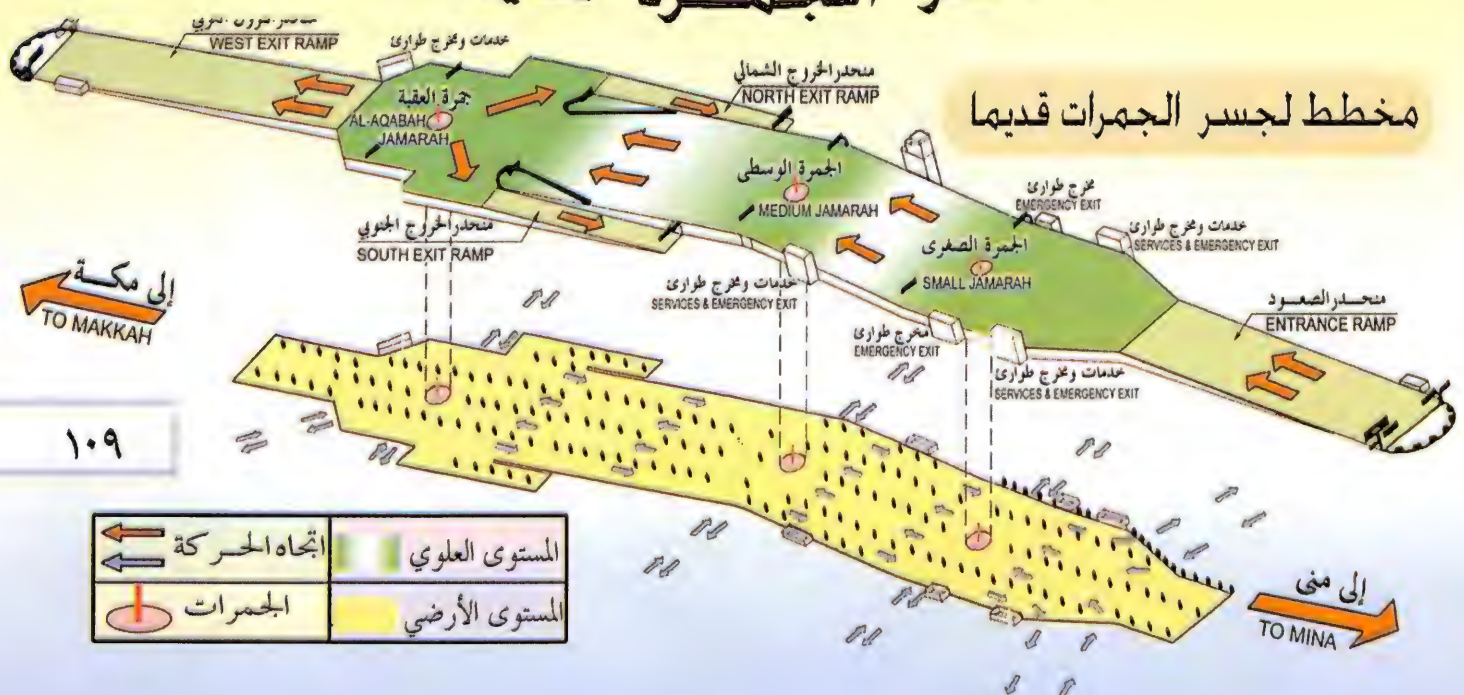 الجمرة
WEST EXIT RAMP
خدمات ومخرج طوارئ
جمرة العقبة
AL-AQABAH
JAMARAH
منحدر الخروج الشمالي
NORTH EXIT RAMP
مخطط لجسر الجمرات قديما
الجمرة الوسطى
MEDIUM JAMARAH
مخرج طوارئ
EMERGENCY EXIT
خدمات ومخرج طوارئ
SERVICES & EMERGENCY EXIT
الجمرة الصغرى
SMALL JAMARAH
منحدر الخروج الجنوبي
SOUTH EXIT RAMP
إلى مكة
TO MAKKAH
خدمات ومخرج طوارئ
SERVICES & EMERGENCY EXIT
منحدر الصعود
ENTRANCE RAMP
مخرج طوارئ
EMERGENCY EXIT
خدمات ومخرج طوارئ
SERVICES & EMERGENCY EXIT
١٠٩
اتجاه الحركة
المستوى العلوي
الجمرات
المستوى الأرضي
إلى منى
TO MINA